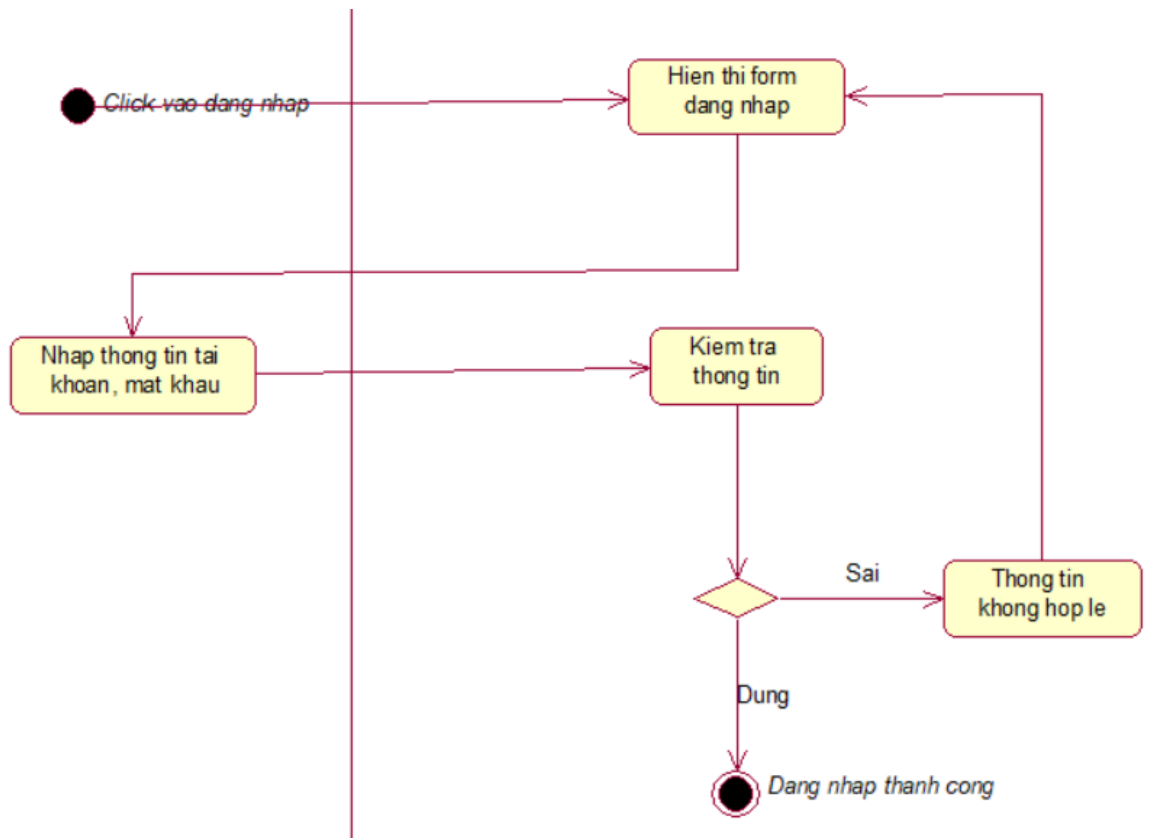 Hien thi form
dang nhap
Click vao dang nhap
Nhap thong tin tai
khoan, mat khau
Kiem tra
thong tin
Sai
Thong tin
khong hop le
Dung
Dang nhap thanh cong